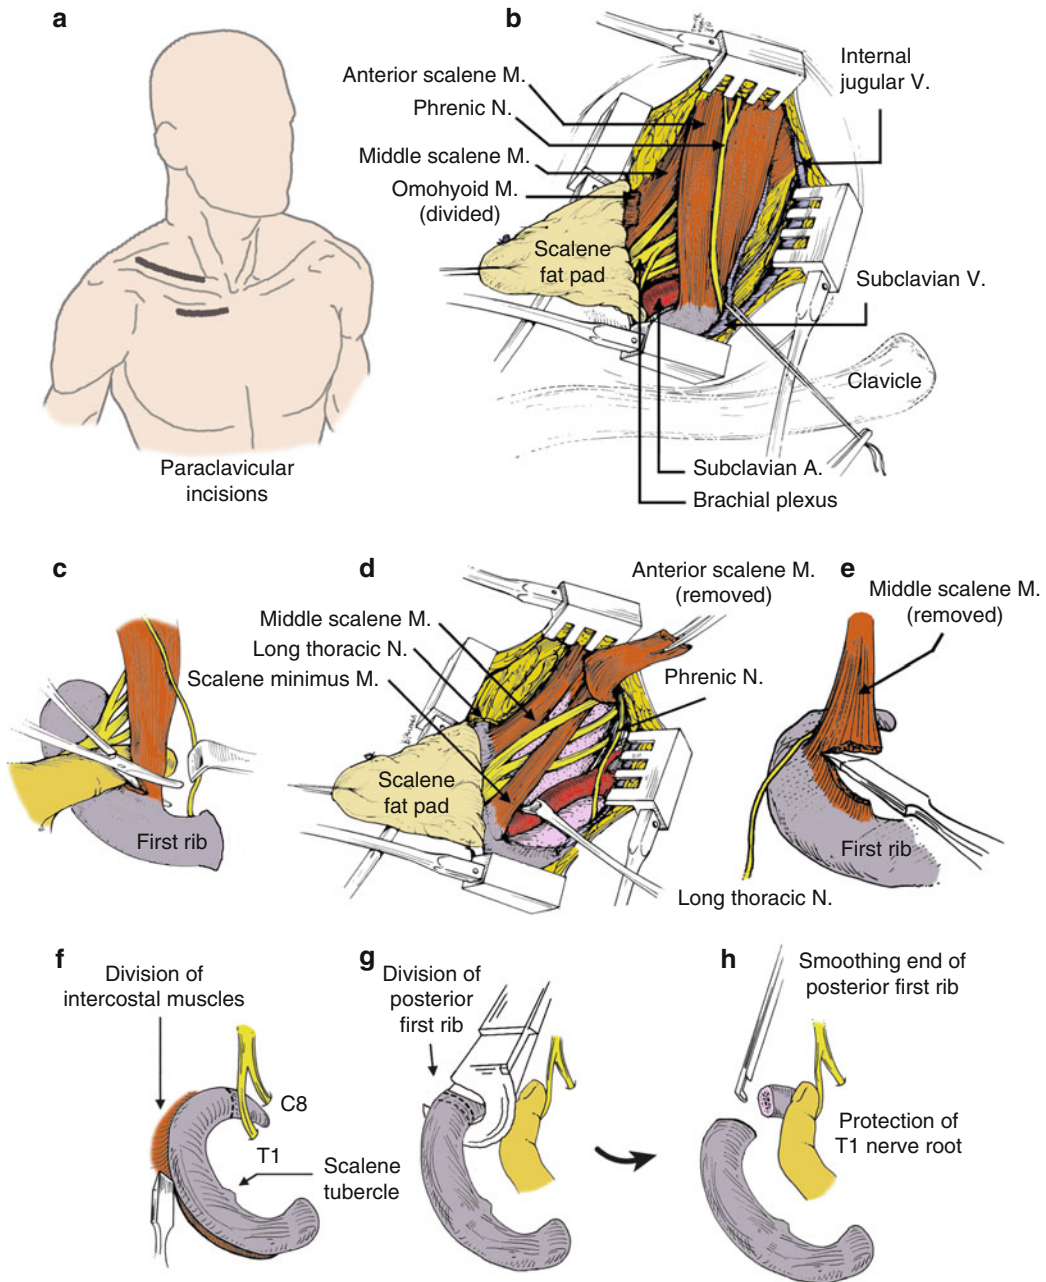 a
Paraclavicular
incisions
b
Anterior scalene M.
Phrenic N.
Middle scalene M.
Omohyoid M.
(divided)
Scalene
fat pad
Internal
jugular V.
Subclavian V.
Clavicle
Subclavian A.
Brachial plexus
c
First rib
d
Anterior scalene M.
(removed)
Middle scalene M.
Long thoracic N.
Scalene minimus M.
Phrenic N.
Scalene
fat pad
Long thoracic N.
e
Middle scalene M.
(removed)
First rib
f
Division of
intercostal muscles
C8
T1
Scalene
tubercle
g
Division of
posterior
first rib
h
Smoothing end of
posterior first rib
Protection of
T1 nerve root